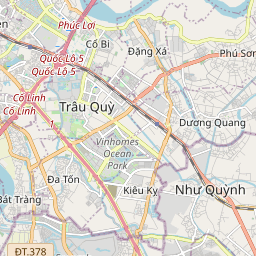 Phúc Lợi
Cổ Bi
Đặng Xá
Phú Sơn
Quốc Lộ 5
Quốc Lộ 5
Cổ Linh
Cổ Linh
Trâu Quỳ
Dương Quang
Vinhomes
Ocean
Park
Đa Tốn
Kiêu Kỵ
Như Quỳnh
Bát Tràng
ĐT.378